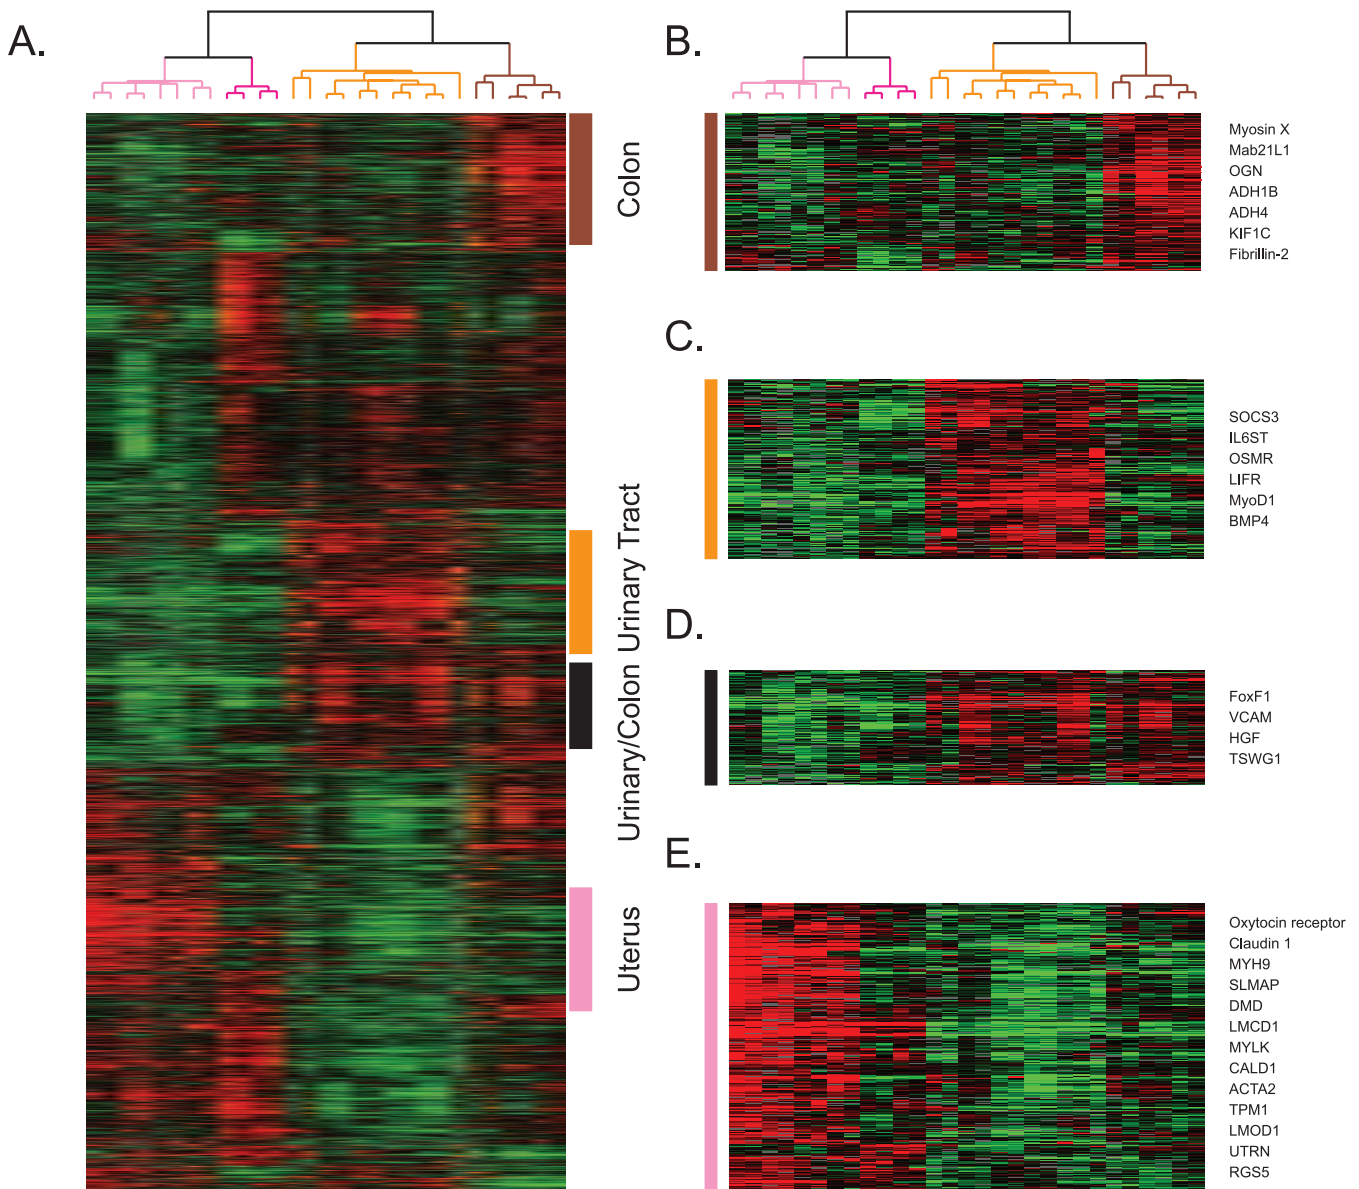 A.
Colon
Urinary Tract
Urinary/Colon
Uterus
B.
Myosin X
Mab21L1
OGN
ADH1B
ADH4
KIF1C
Fibrillin-2
C.
SOCS3
IL6ST
OSMR
LIFR
MyoD1
BMP4
D.
FoxF1
VCAM
HGF
TSWG1
E.
Oxytocin receptor
Claudin 1
MYH9
SLMAP
DMD
LMCD1
MYLK
CALD1
ACTA2
TPM1
LMOD1
UTRN
RGS5